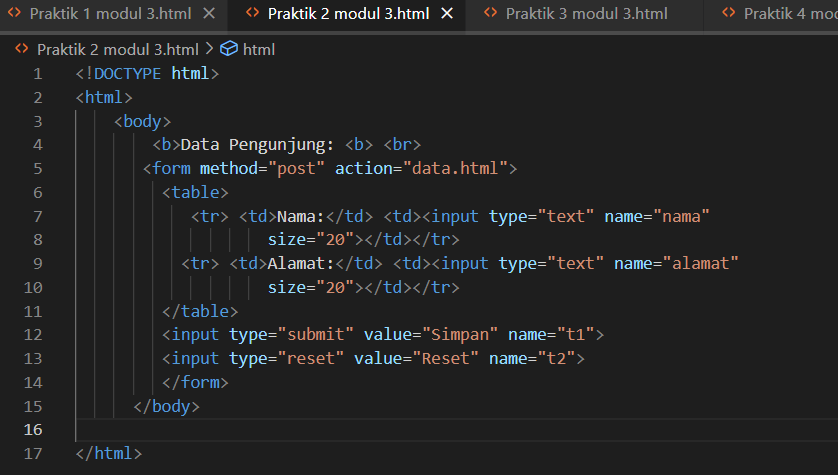 Praktik 1 modul 3.html Praktik 2 modul 3.html Praktik 3 modul 3.html Praktik 4
Praktik 2 modul 3.html > html
1 <!DOCTYPE html>
2 <html>
3 <body>
4 <b>Data Pengunjung: <b> <br>
5 <form method="post" action="data.html">
6 <table>
7 <tr> <td>Nama:</td> <td><input type="text" name="nama"
8 size="20"></td></tr>
9 <tr> <td>Alamat:</td> <td><input type="text" name="alamat"
10 size="20"></td></tr>
11 </table>
12 <input type="submit" value="Simpan" name="t1">
13 <input type="reset" value="Reset" name="t2">
14 </form>
15 </body>
16
17 </html>